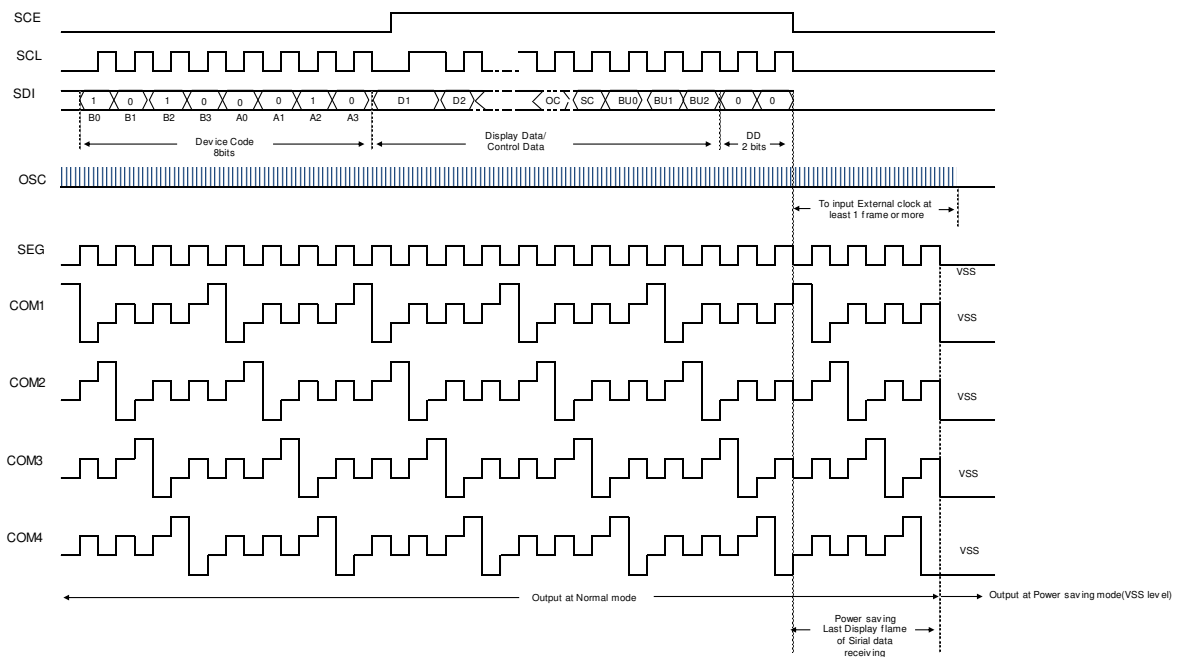 SCE
SCL
SDI
1 0 1 0 0 0 1 0 D1 D2 OC SC BU0 BU1 BU2 0 0
B0 B1 B2 B3 A0 A1 A2 A3
Device Code
8bits
Display Data/
Control Data
DD
2 bits
OSC
To input External clock at
least 1 frame or more
SEG
VSS
COM1
VSS
COM2
VSS
COM3
VSS
COM4
VSS
Output at Normal mode
Output at Power saving mode(VSS level)
Power saving
Last Display flame
of Sirial data
receiving